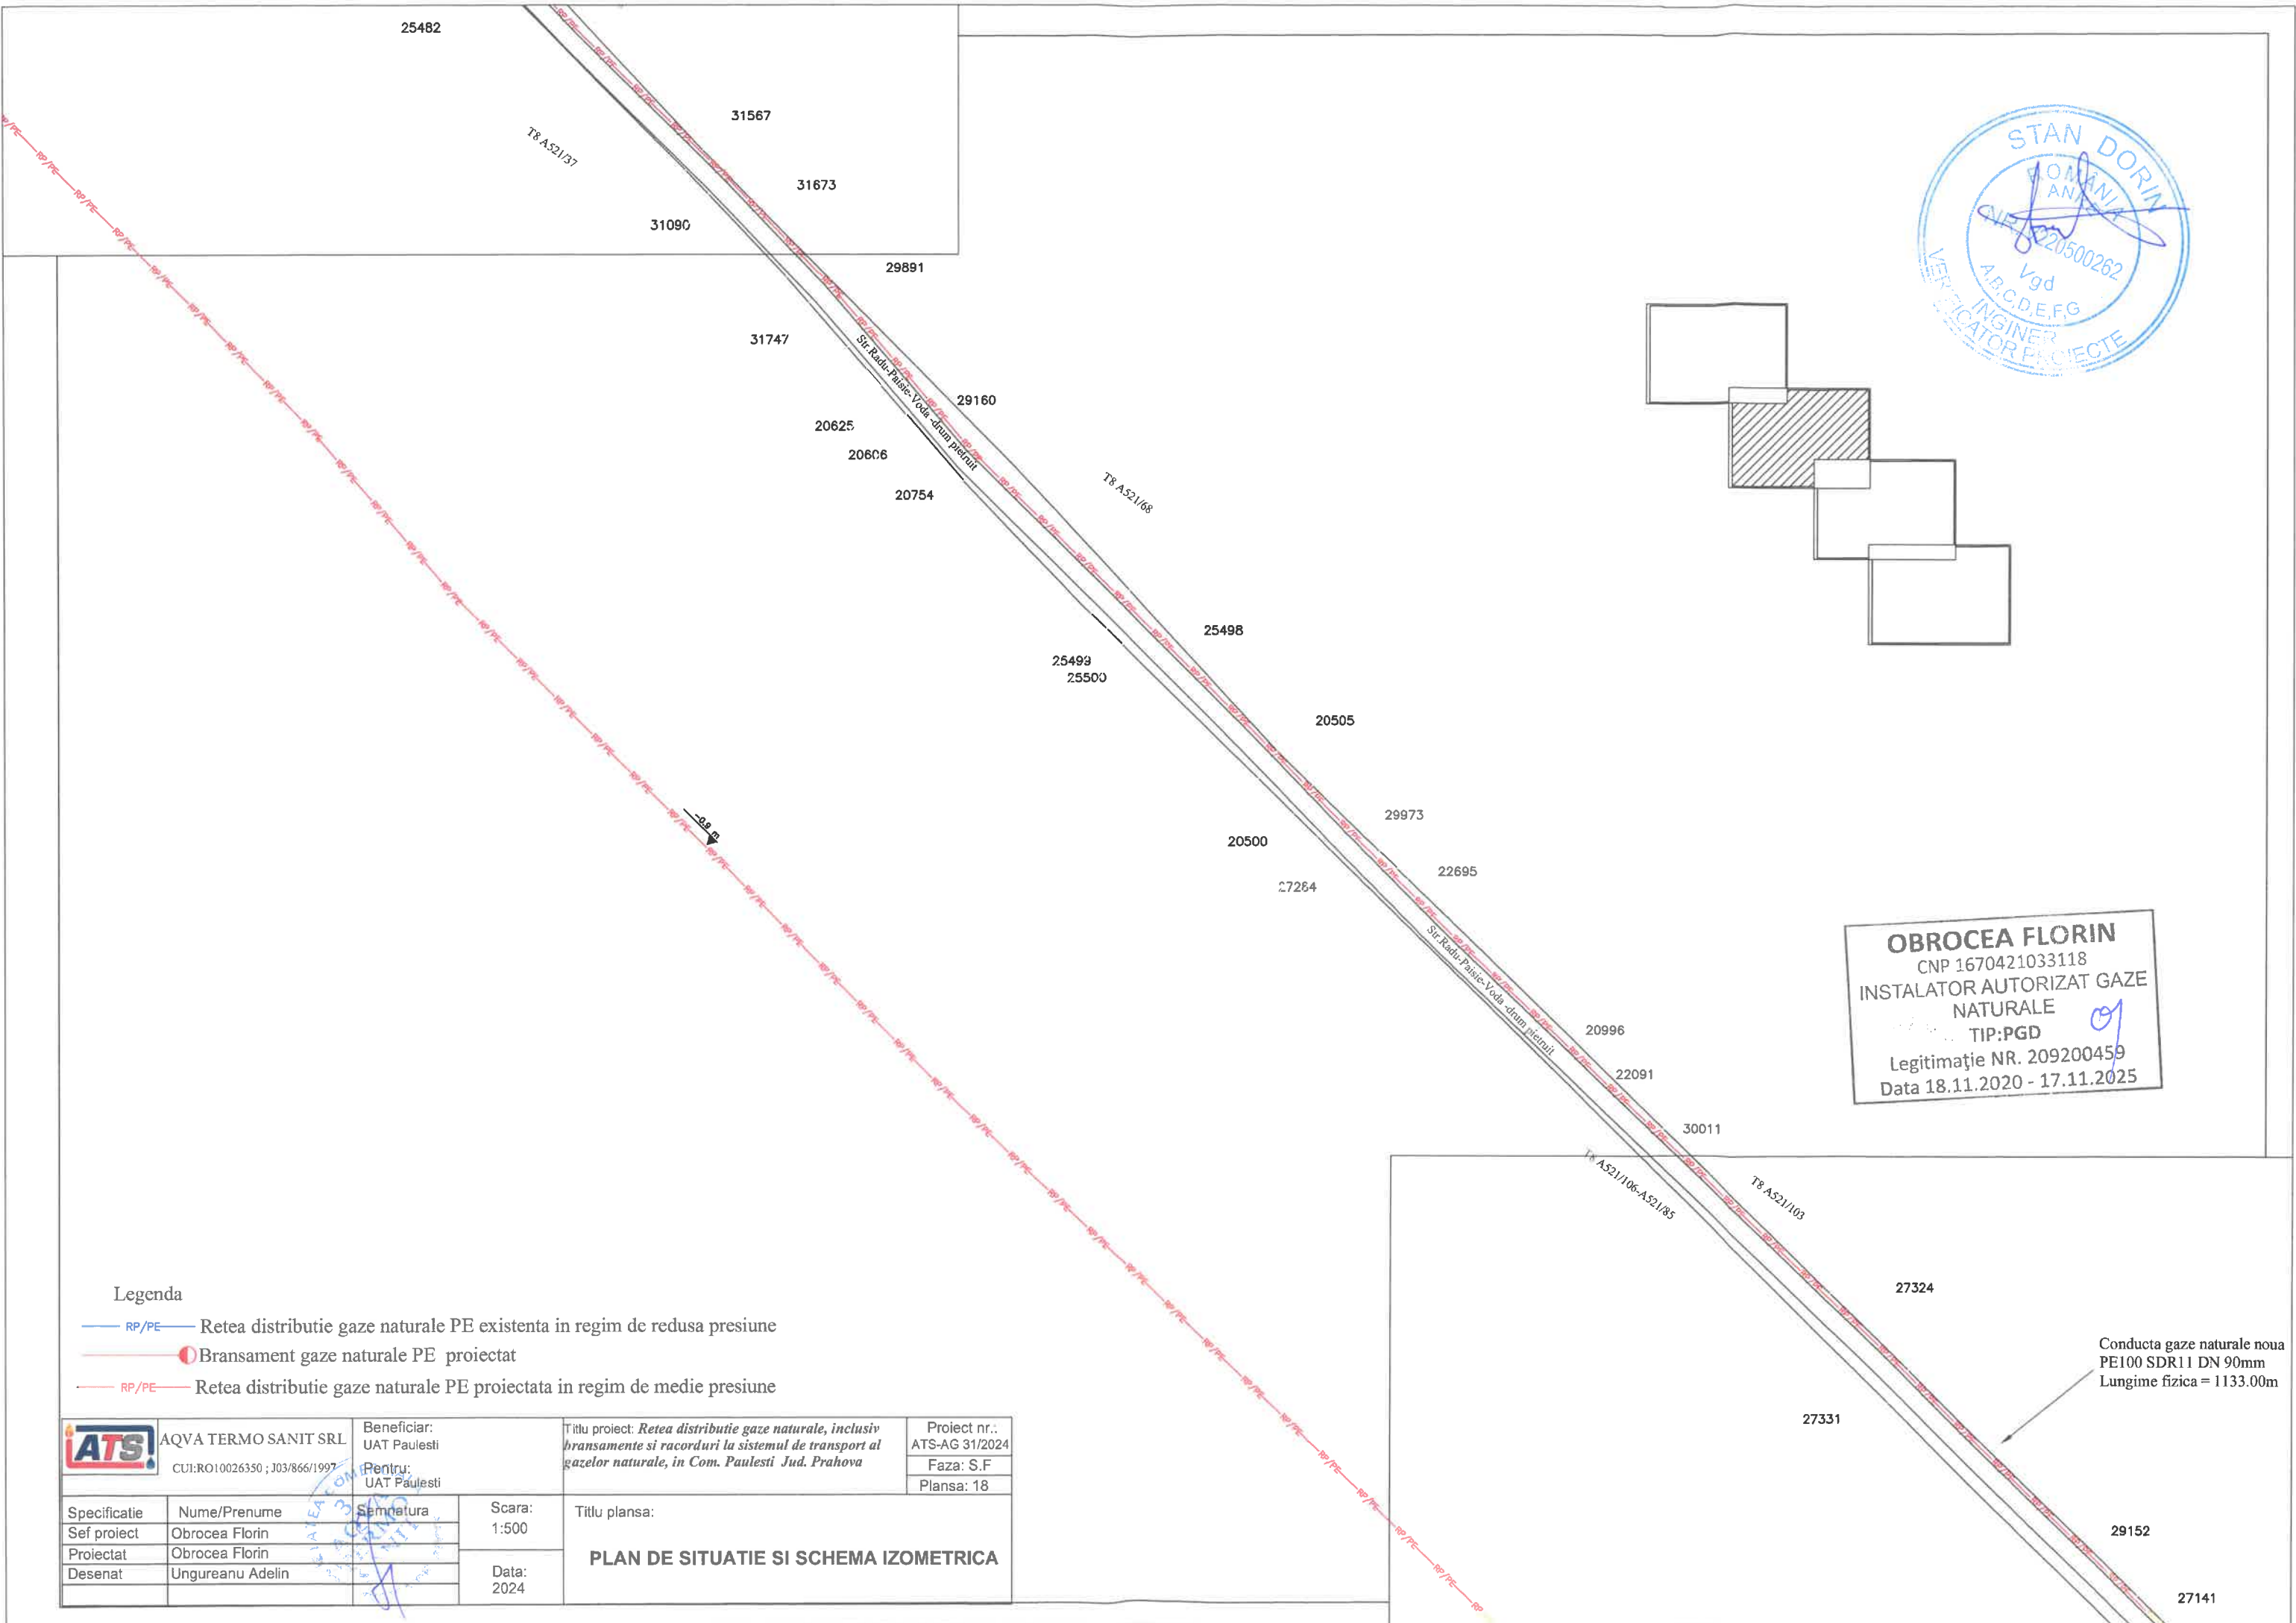 25482
31567
T8 A521/37
31673
31090
29891
31747
Str.Radu-Paisie-Voda -drum pietruit
29160
20625
20606
20754
T8 A521/68
25498
25499
25500
20505
29973
20500
22695
27264
Str.Radu-Paisie-Voda -drum pietruit
20996
22091
30011
T8 A521/106-A521/85
T8 A521/103
27324
27331
29152
27141
-0.9 m
RP/PE
Conducta gaze naturale noua
PE100 SDR11 DN 90mm
Lungime fizica = 1133.00m
STAN DORIN
ROMÂNIA
Vgd
A,B,C,D,E,F,G
INGINER
VERIFICATOR PROIECTE
OBROCEA FLORIN
CNP 1670421033118
INSTALATOR AUTORIZAT GAZE
NATURALE
TIP:PGD
Legitimaţie NR. 209200459
Data 18.11.2020 - 17.11.2025
Legenda
RP/PE Retea distributie gaze naturale PE existenta in regim de redusa presiune
Bransament gaze naturale PE proiectat
RP/PE Retea distributie gaze naturale PE proiectata in regim de medie presiune
ATS
AQVA TERMO SANIT SRL
CUI:RO10026350 ; J03/866/1997
Beneficiar:
UAT Paulesti
Pentru:
UAT Paulesti
Titlu proiect: Retea distributie gaze naturale, inclusiv
bransamente si racorduri la sistemul de transport al
gazelor naturale, in Com. Paulesti Jud. Prahova
Proiect nr.:
ATS-AG 31/2024
Faza: S.F
Plansa: 18
Specificatie Nume/Prenume Semnatura
Sef proiect Obrocea Florin
Proiectat Obrocea Florin
Desenat Ungureanu Adelin
Scara:
1:500
Data:
2024
Titlu plansa:
PLAN DE SITUATIE SI SCHEMA IZOMETRICA